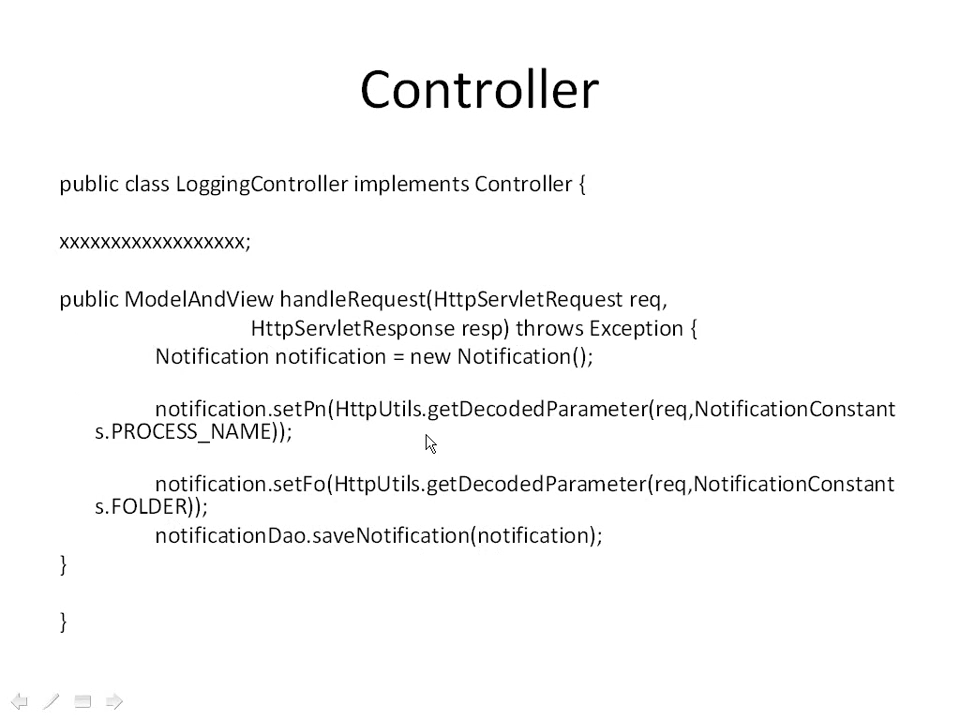 Controller
public class LoggingController implements Controller {
xxxxxxxxxxxxxxxxxx;
public ModelAndView handleRequest(HttpServletRequest req,
HttpServletResponse resp) throws Exception {
Notification notification = new Notification();
notification.setPn(HttpUtils.getDecodedParameter(req,NotificationConstant
s.PROCESS_NAME));
notification.setFo(HttpUtils.getDecodedParameter(req,NotificationConstant
s.FOLDER));
notificationDao.saveNotification(notification);
}
}